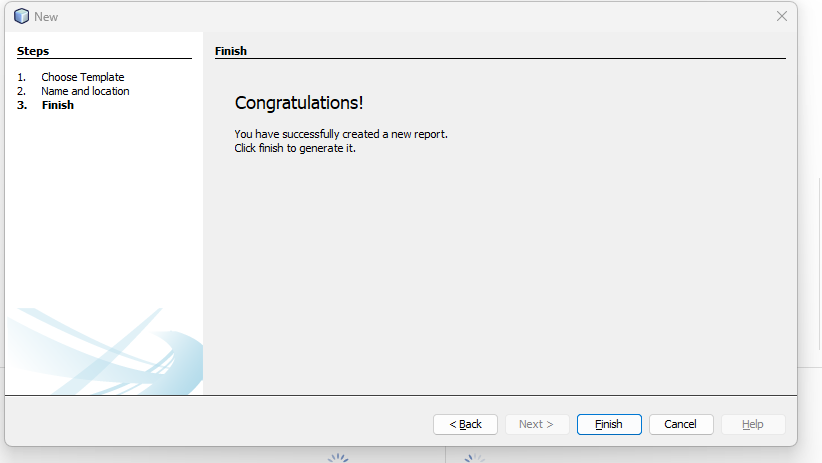 New
Steps
1. Choose Template
2. Name and location
3. Finish
Finish
Congratulations!
You have successfully created a new report.
Click finish to generate it.
< Back
Next >
Finish
Cancel
Help